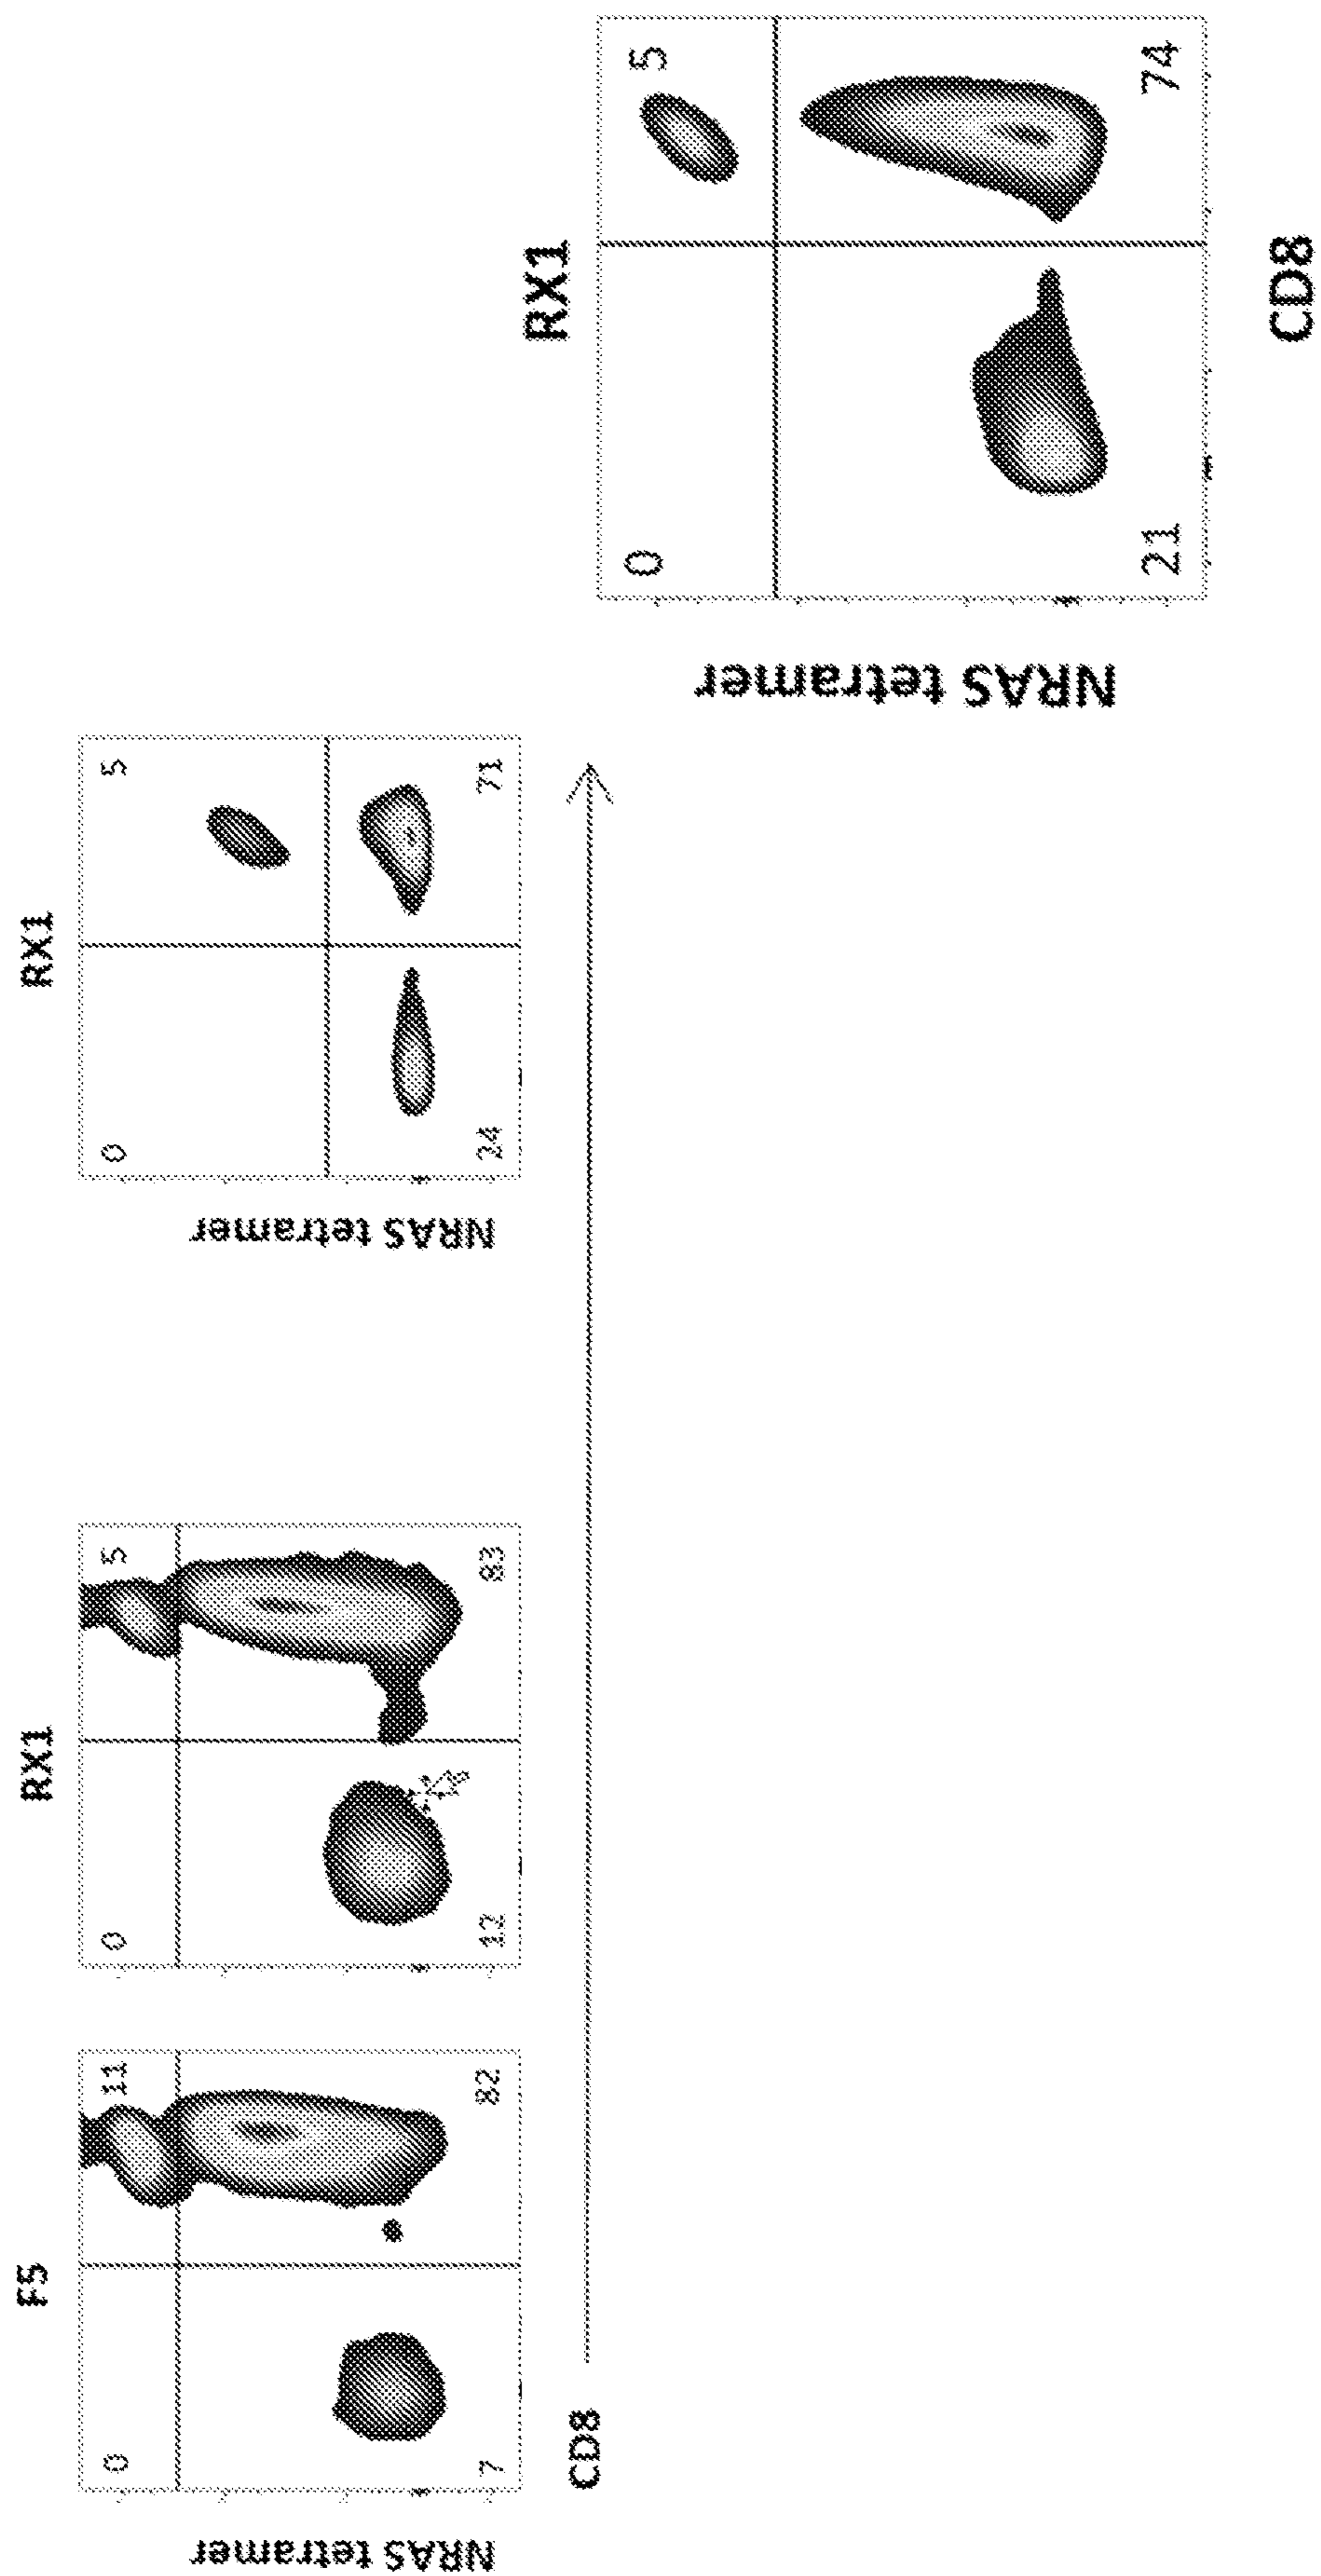 F5
NRAS tetramer
0 11
7 82
RX1
0 5
12 83
RX1
NRAS tetramer
0 5
24 71
CD8
RX1
NRAS tetramer
0 5
21 74
CD8